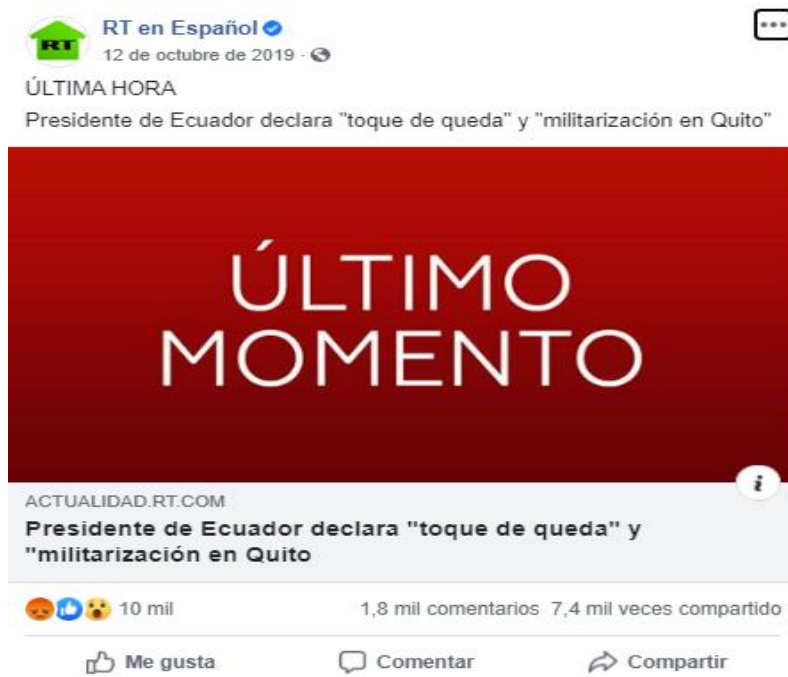 RT
RT en Español
12 de octubre de 2019 ·
ÚLTIMA HORA
Presidente de Ecuador declara "toque de queda" y "militarización en Quito"
ÚLTIMO
MOMENTO
i
ACTUALIDAD.RT.COM
Presidente de Ecuador declara "toque de queda" y
"militarización en Quito
10 mil 1,8 mil comentarios 7,4 mil veces compartido
Me gusta Comentar Compartir